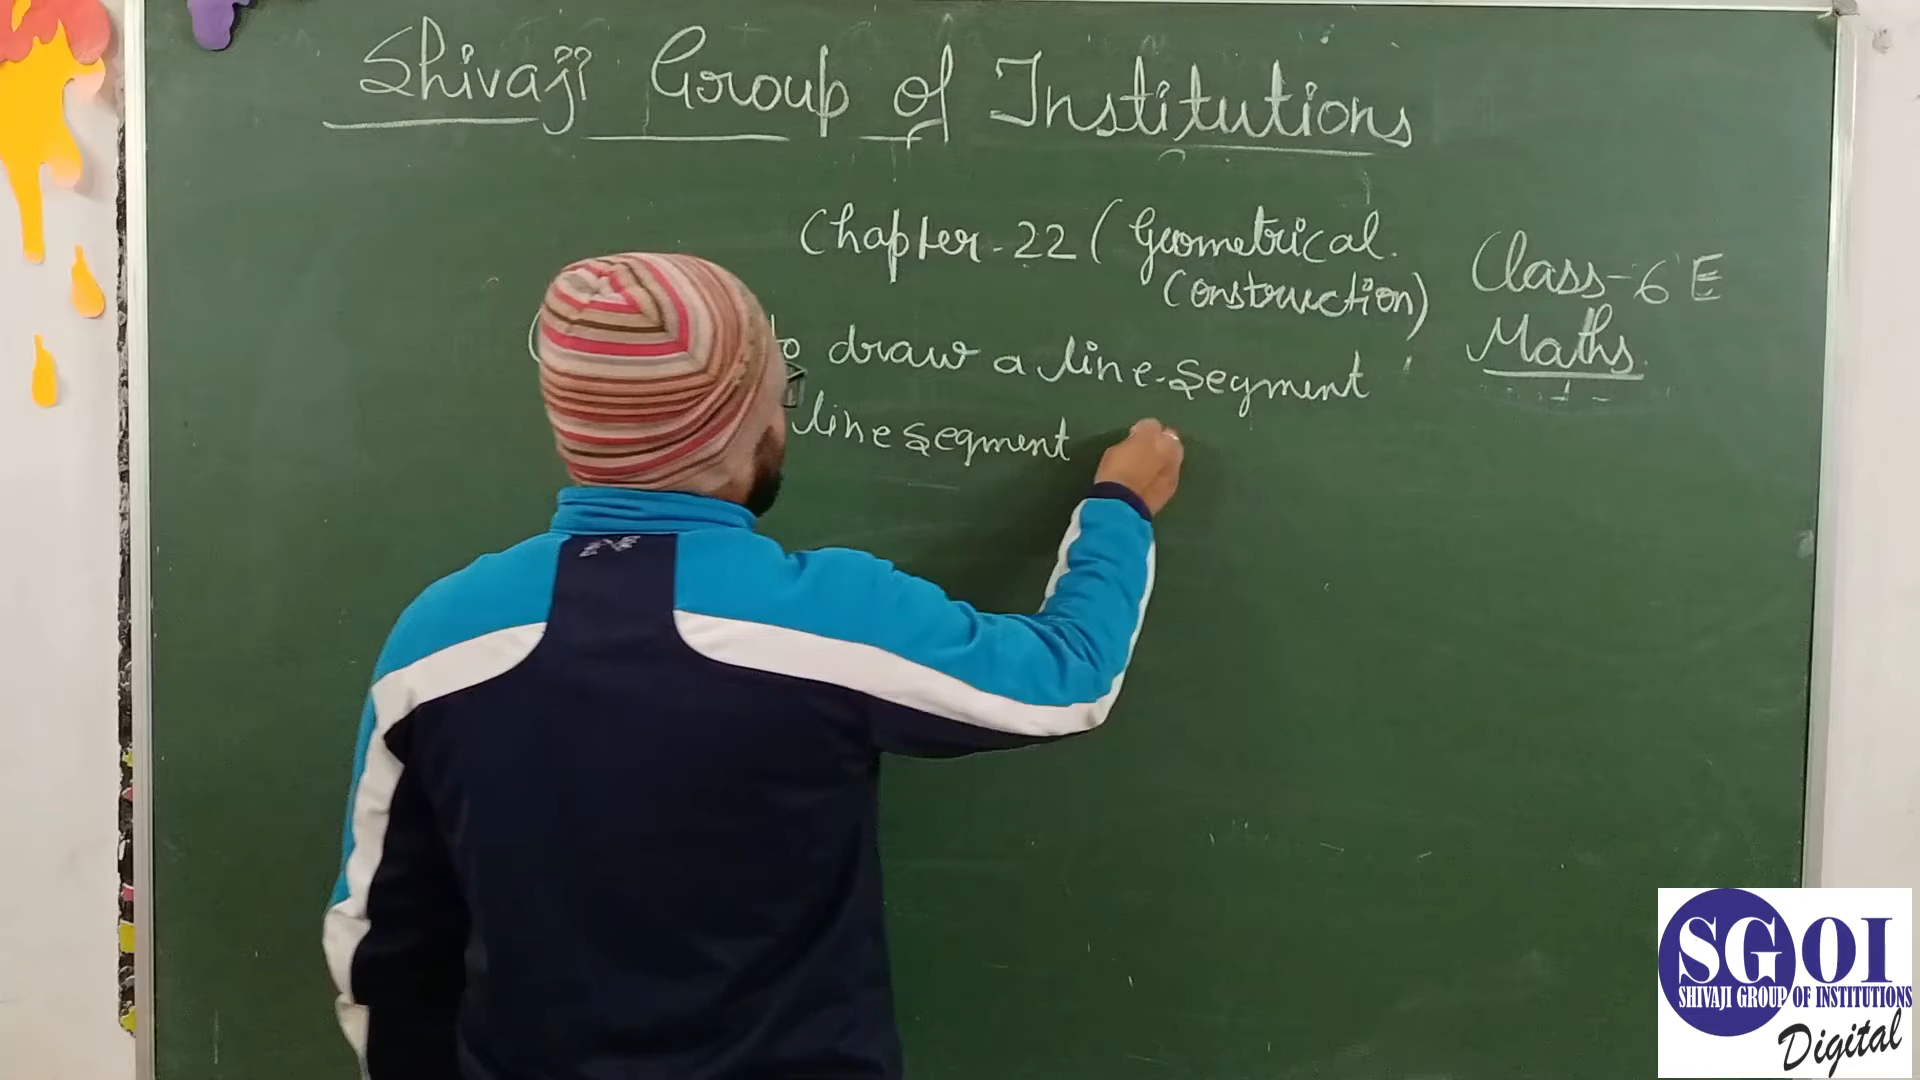 Shivaji Group of Institutions
Chapter-22 (Geometrical
Construction)
Class-6 E
Maths
to draw a line-segment
line segment
SGOI
SHIVAJI GROUP OF INSTITUTIONS
Digital